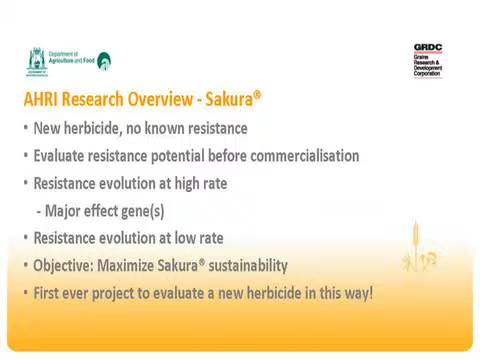 Department of
Agriculture and Food
GRDC
Grains
Research &
Development
Corporation
AHRI Research Overview - Sakura®
• New herbicide, no known resistance
• Evaluate resistance potential before commercialisation
• Resistance evolution at high rate
- Major effect gene(s)
• Resistance evolution at low rate
• Objective: Maximize Sakura® sustainability
• First ever project to evaluate a new herbicide in this way!